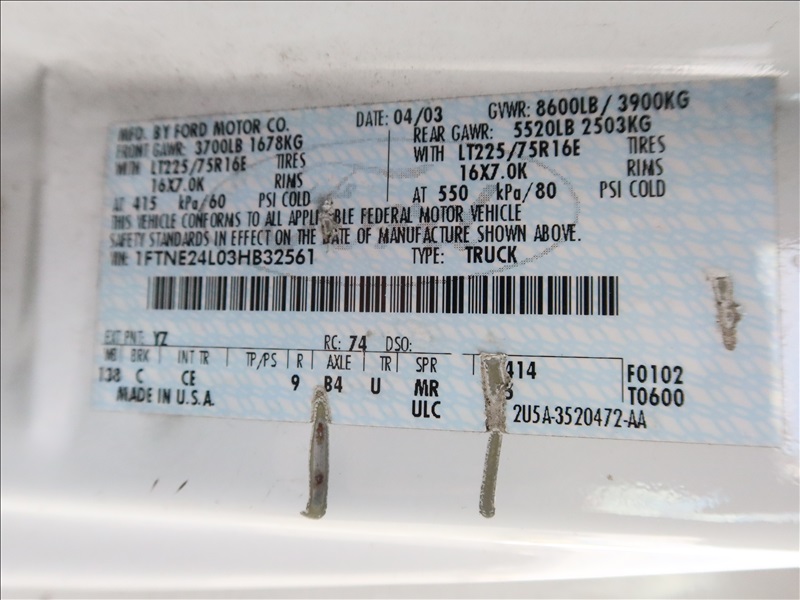 MFD. BY FORD MOTOR CO. DATE: 04/03 GVWR: 8600LB / 3900KG
FRONT GAWR: 3700LB 1678KG REAR GAWR: 5520LB 2503KG
WITH LT225/75R16E TIRES WITH LT225/75R16E TIRES
16X7.0K RIMS 16X7.0K RIMS
AT 415 kPa/60 PSI COLD AT 550 kPa/80 PSI COLD
THIS VEHICLE CONFORMS TO ALL APPLICABLE FEDERAL MOTOR VEHICLE
SAFETY STANDARDS IN EFFECT ON THE DATE OF MANUFACTURE SHOWN ABOVE.
VIN: 1FTNE24L03HB32561 TYPE: TRUCK
EXT PNT: YZ RC: 74 DSO:
WB BRK INT TR TP/PS R AXLE TR SPR
138 C CE 9 B4 U MR 414 F0102
MADE IN U.S.A. ULC T0600
2U5A-3520472-AA